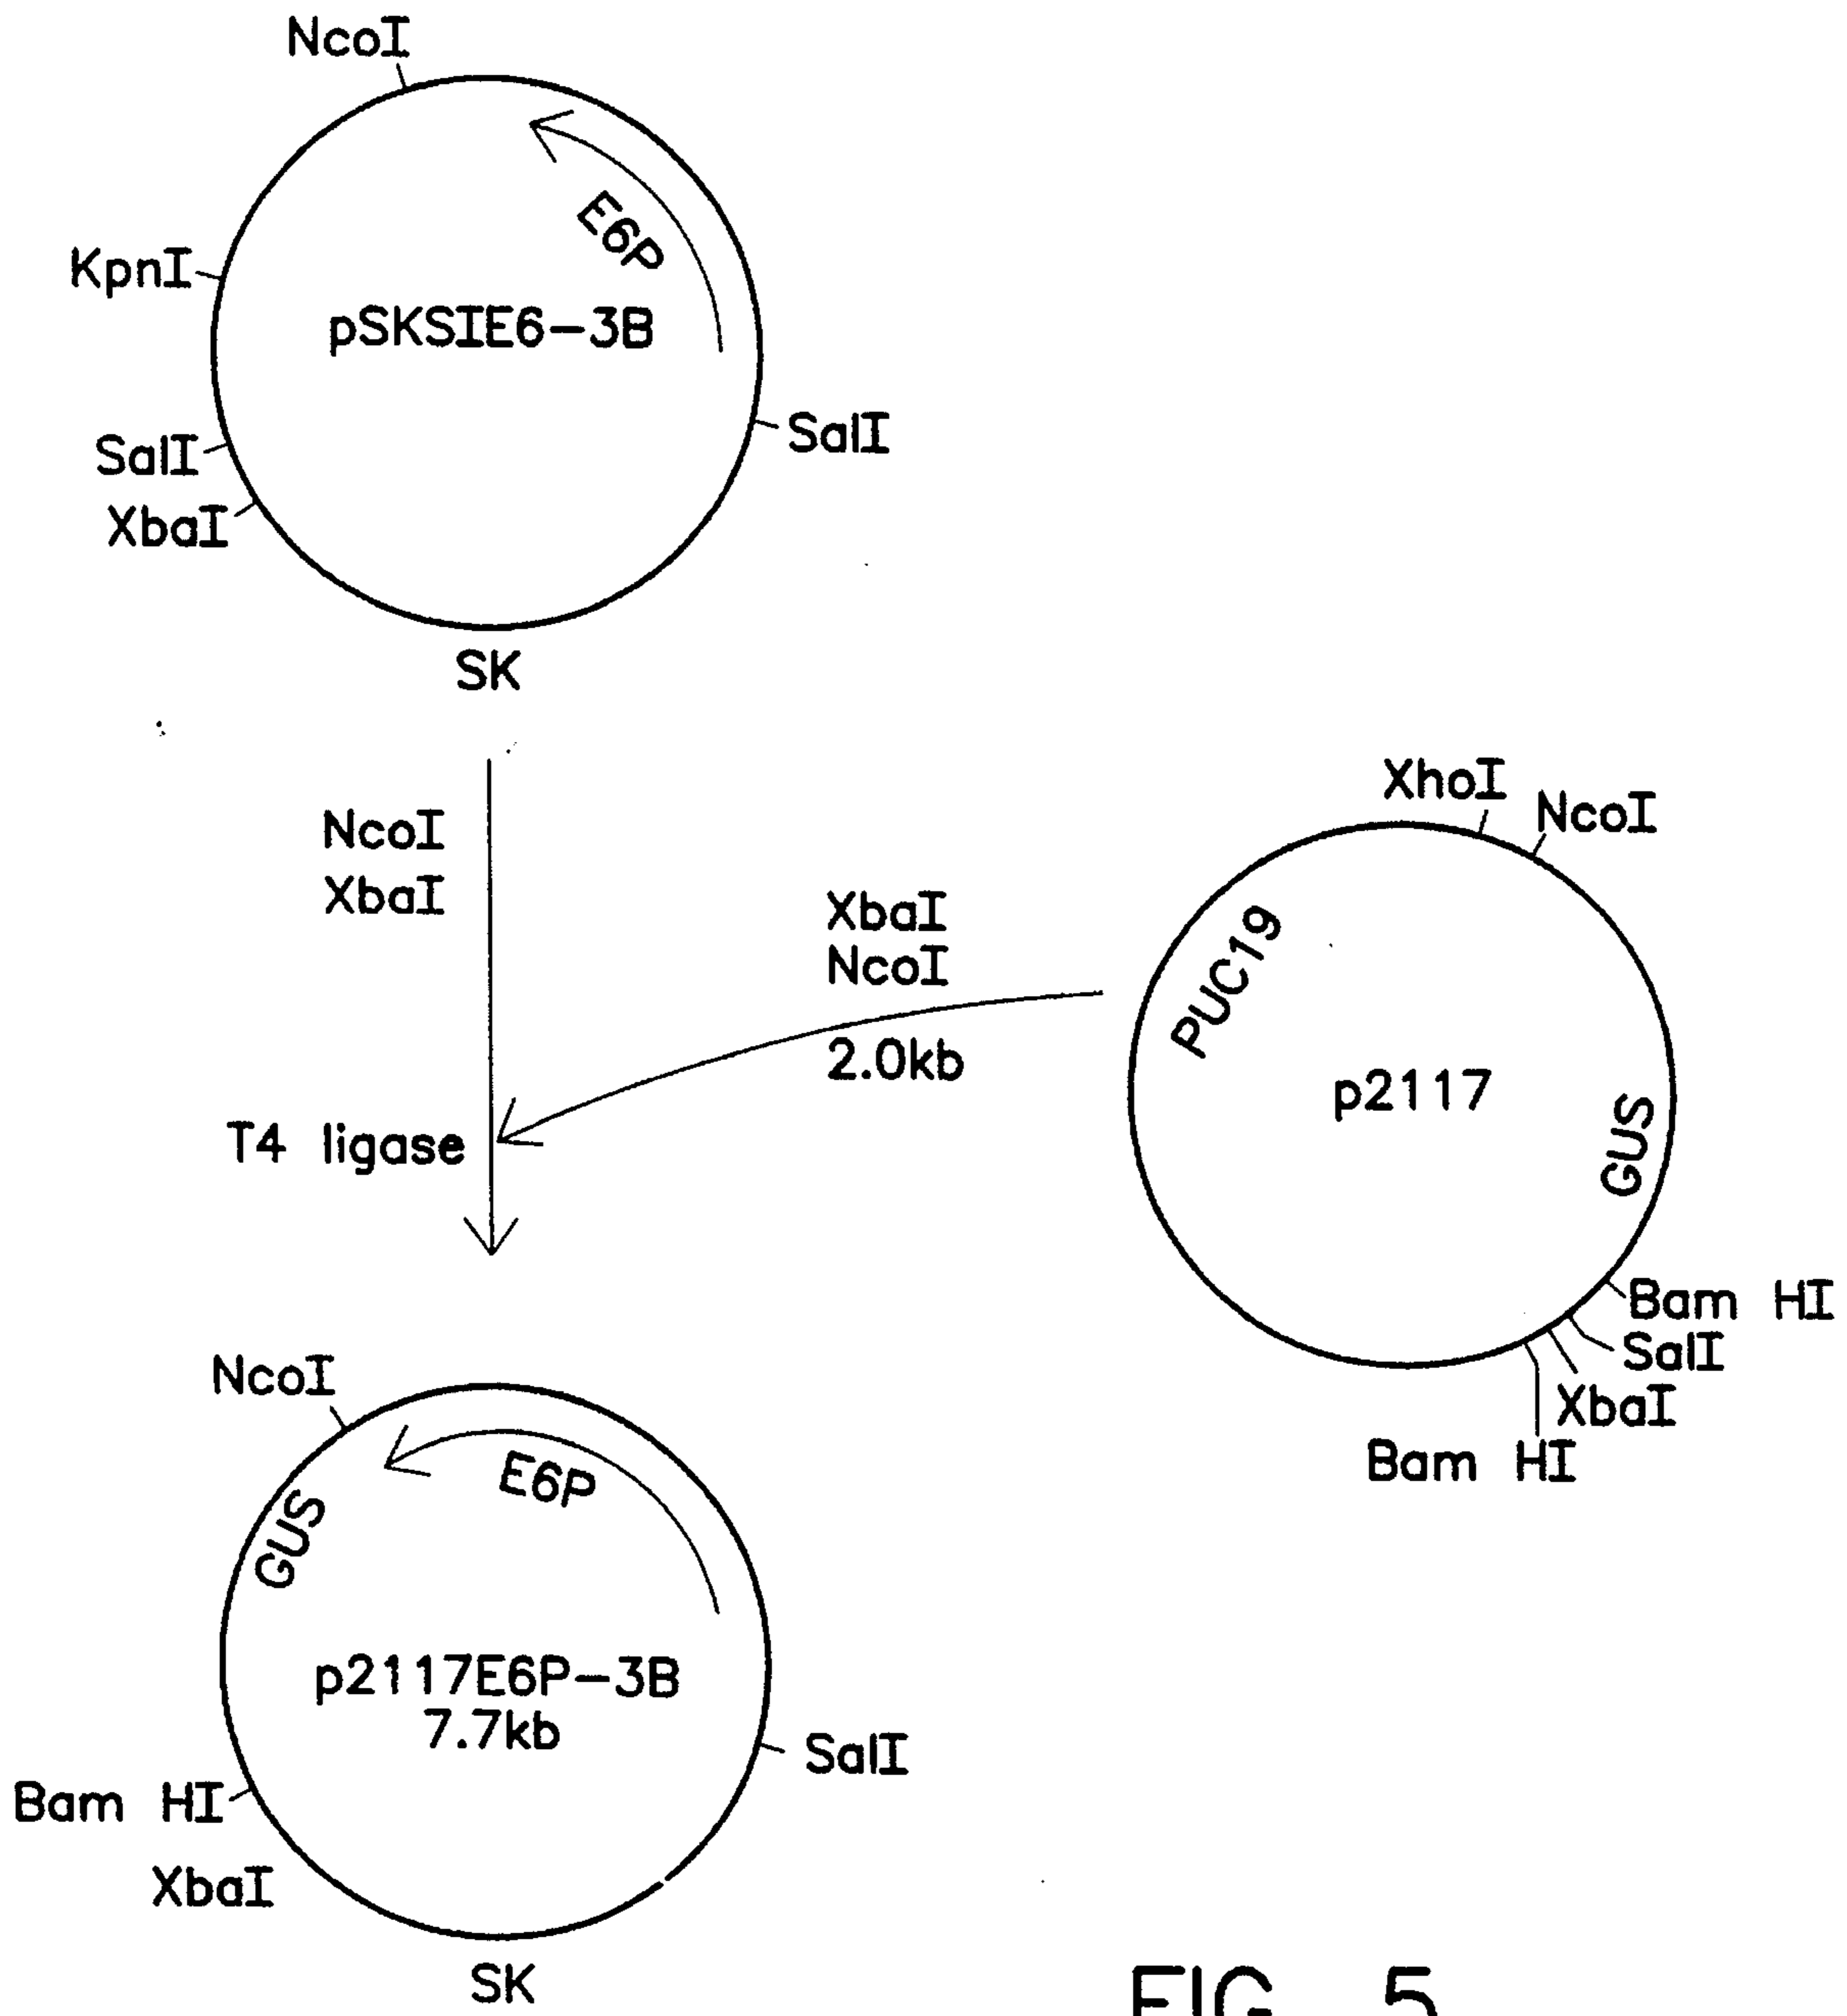 NcoI
E6P
KpnI
pSKSIE6-3B
SalI
SalI
XbaI
SK
NcoI
XbaI
T4 ligase
XbaI
NcoI
2.0kb
XhoI
NcoI
PUC19
p2117
GUS
Bam HI
SalI
XbaI
Bam HI
NcoI
E6P
GUS
p2117E6P-3B
7.7kb
SalI
Bam HI
XbaI
SK
FIG. 5